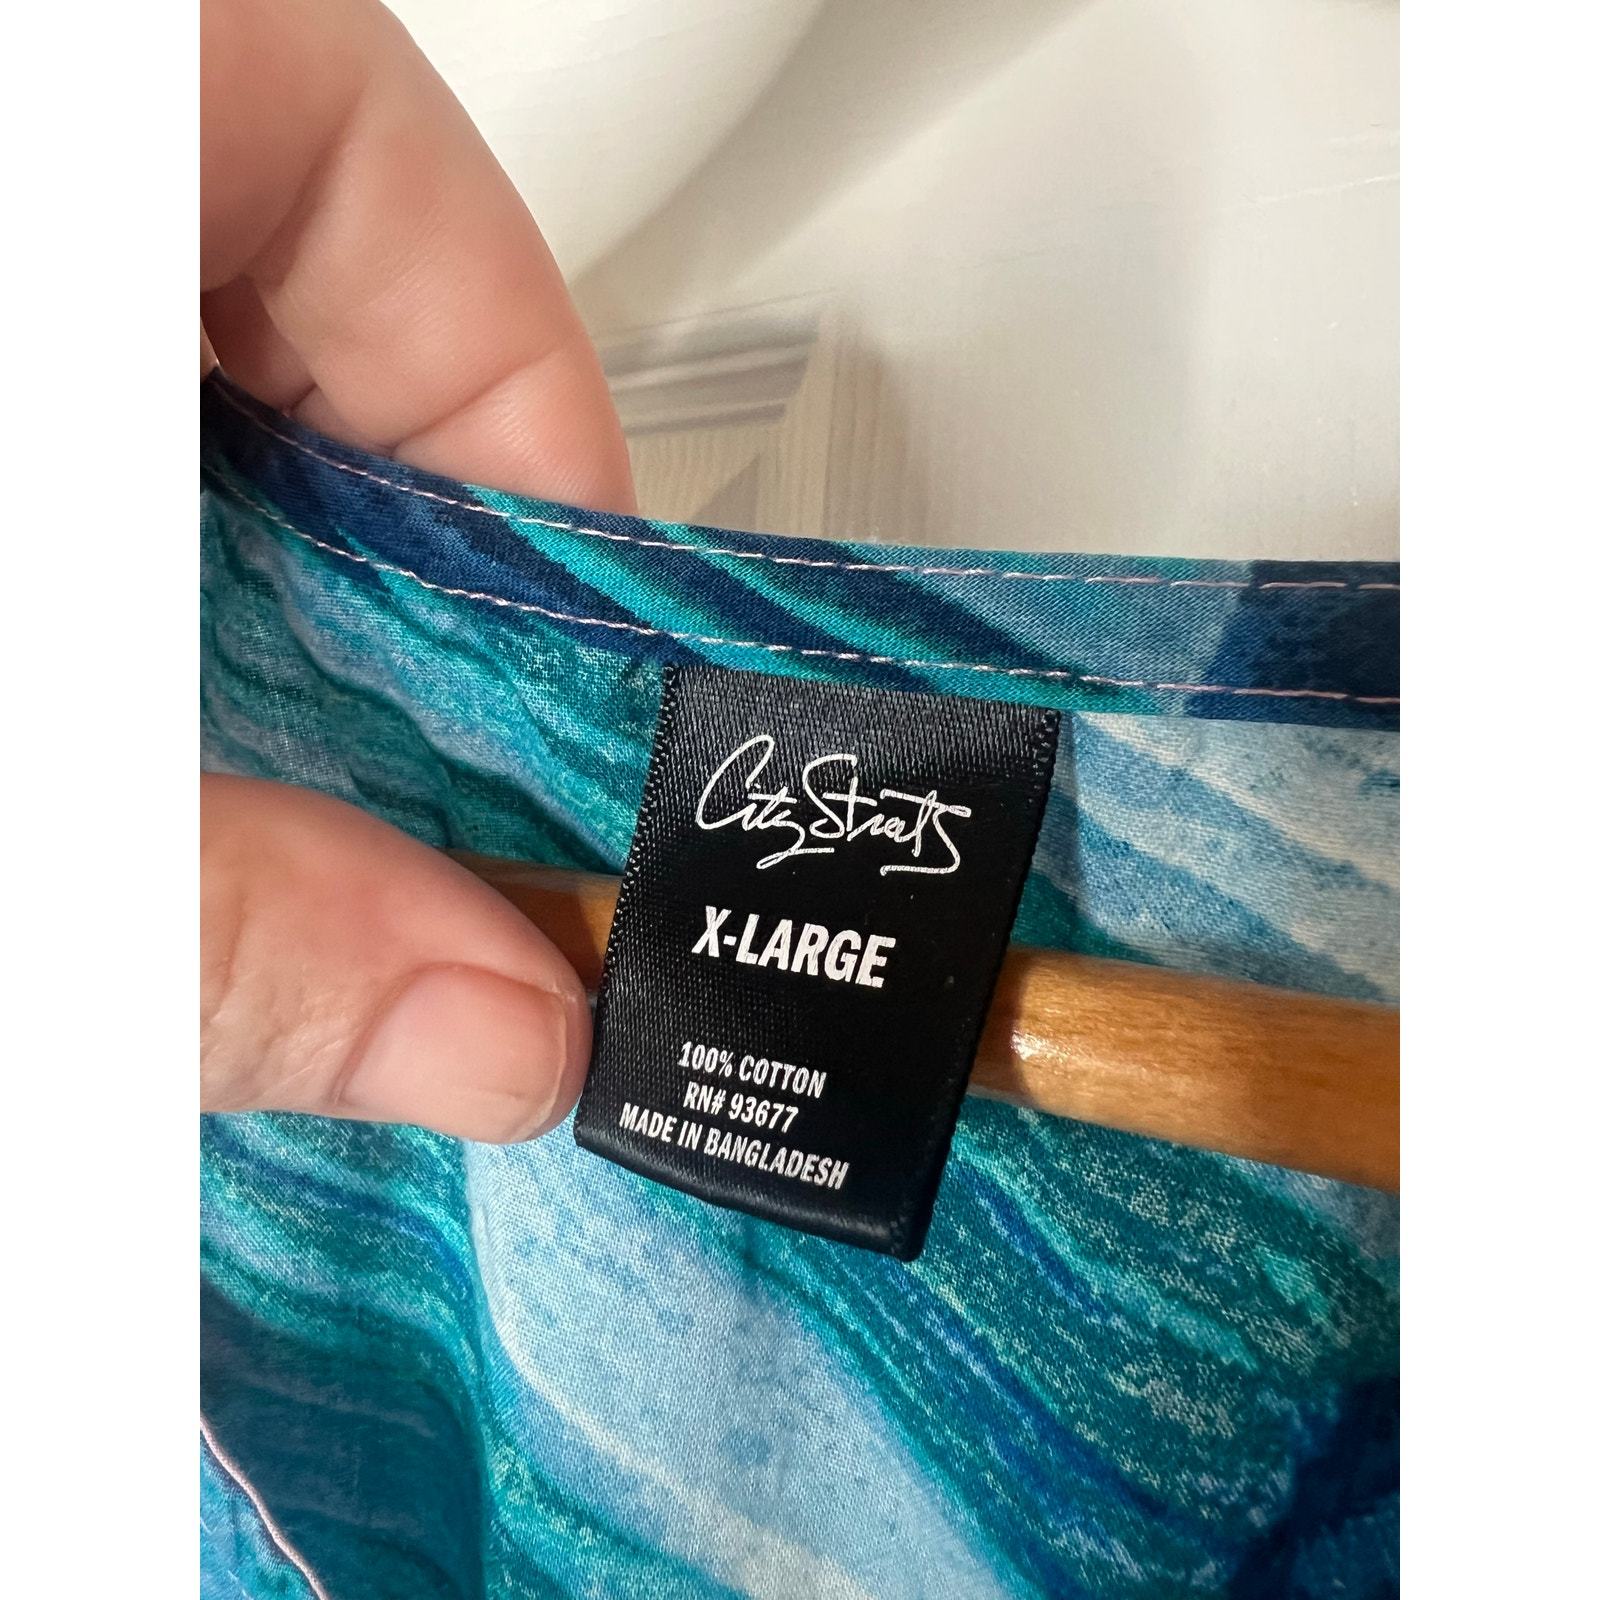 City Streets
X-LARGE
100% COTTON
RN# 93677
MADE IN BANGLADESH